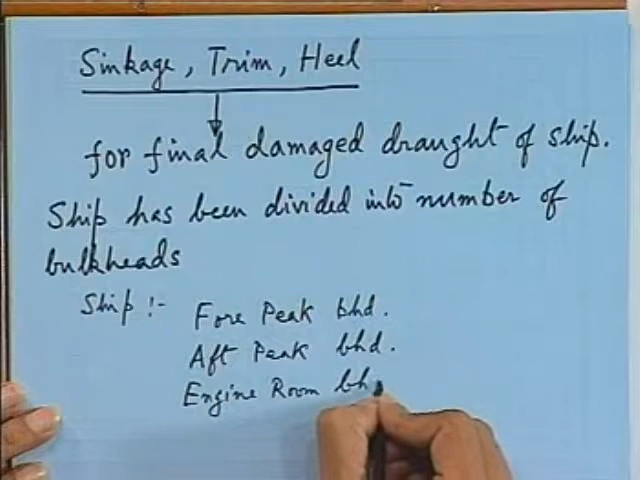 Sinkage, Trim, Heel
for final damaged draught of ship.
Ship has been divided into number of
bulkheads
Ship :- Fore Peak bhd.
Aft Peak bhd.
Engine Room bh